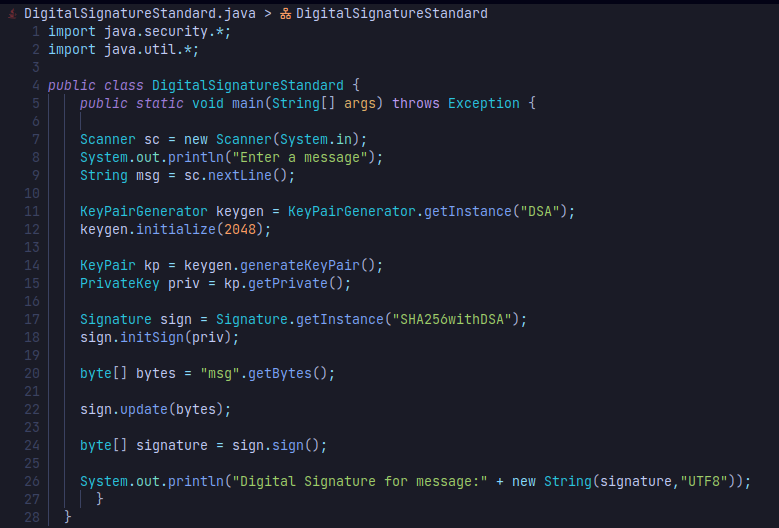 DigitalSignatureStandard.java > DigitalSignatureStandard
1 import java.security.*;
2 import java.util.*;
3
4 public class DigitalSignatureStandard {
5 public static void main(String[] args) throws Exception {
6
7 Scanner sc = new Scanner(System.in);
8 System.out.println("Enter a message");
9 String msg = sc.nextLine();
10
11 KeyPairGenerator keygen = KeyPairGenerator.getInstance("DSA");
12 keygen.initialize(2048);
13
14 KeyPair kp = keygen.generateKeyPair();
15 PrivateKey priv = kp.getPrivate();
16
17 Signature sign = Signature.getInstance("SHA256withDSA");
18 sign.initSign(priv);
19
20 byte[] bytes = "msg".getBytes();
21
22 sign.update(bytes);
23
24 byte[] signature = sign.sign();
25
26 System.out.println("Digital Signature for message:" + new String(signature,"UTF8"));
27 }
28 }